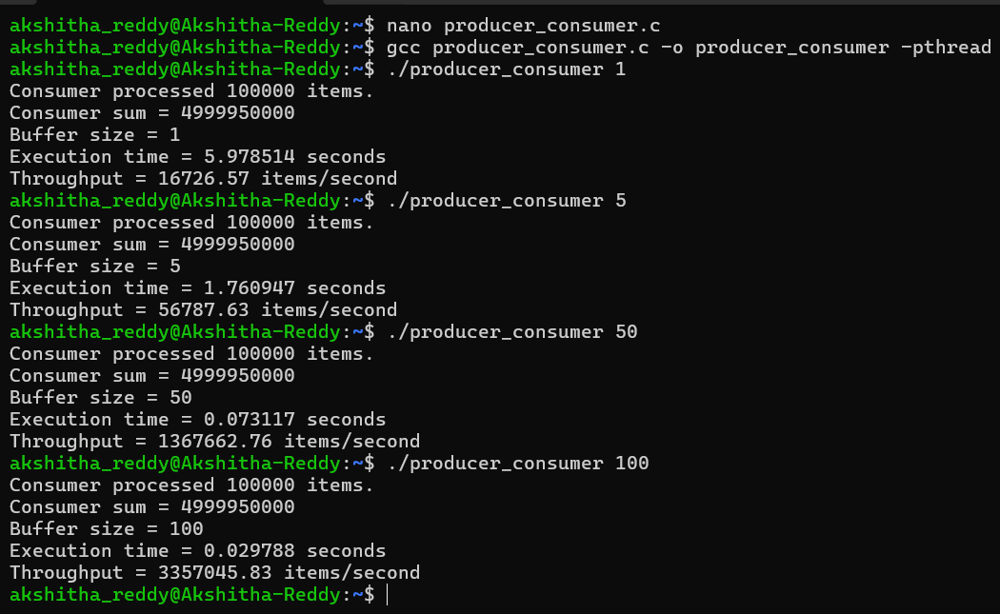 akshitha_reddy@Akshitha-Reddy:~$ nano producer_consumer.c
akshitha_reddy@Akshitha-Reddy:~$ gcc producer_consumer.c -o producer_consumer -pthread
akshitha_reddy@Akshitha-Reddy:~$ ./producer_consumer 1
Consumer processed 100000 items.
Consumer sum = 4999950000
Buffer size = 1
Execution time = 5.978514 seconds
Throughput = 16726.57 items/second
akshitha_reddy@Akshitha-Reddy:~$ ./producer_consumer 5
Consumer processed 100000 items.
Consumer sum = 4999950000
Buffer size = 5
Execution time = 1.760947 seconds
Throughput = 56787.63 items/second
akshitha_reddy@Akshitha-Reddy:~$ ./producer_consumer 50
Consumer processed 100000 items.
Consumer sum = 4999950000
Buffer size = 50
Execution time = 0.073117 seconds
Throughput = 1367662.76 items/second
akshitha_reddy@Akshitha-Reddy:~$ ./producer_consumer 100
Consumer processed 100000 items.
Consumer sum = 4999950000
Buffer size = 100
Execution time = 0.029788 seconds
Throughput = 3357045.83 items/second
akshitha_reddy@Akshitha-Reddy:~$